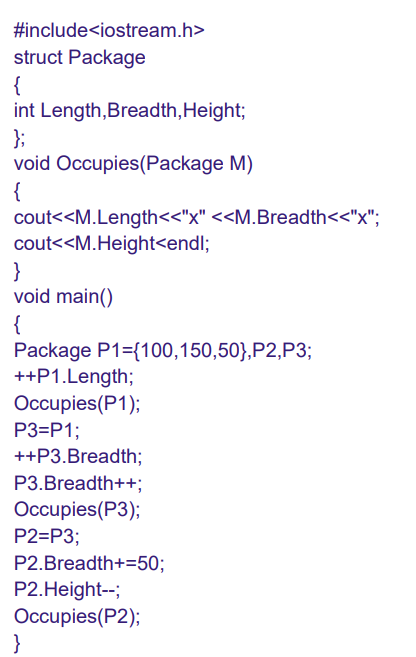 #include<iostream.h>
struct Package
{
int Length,Breadth,Height;
};
void Occupies(Package M)
{
cout<<M.Length<<"x" <<M.Breadth<<"x";
cout<<M.Height<endl;
}
void main()
{
Package P1={100,150,50},P2,P3;
++P1.Length;
Occupies(P1);
P3=P1;
++P3.Breadth;
P3.Breadth++;
Occupies(P3);
P2=P3;
P2.Breadth+=50;
P2.Height--;
Occupies(P2);
}